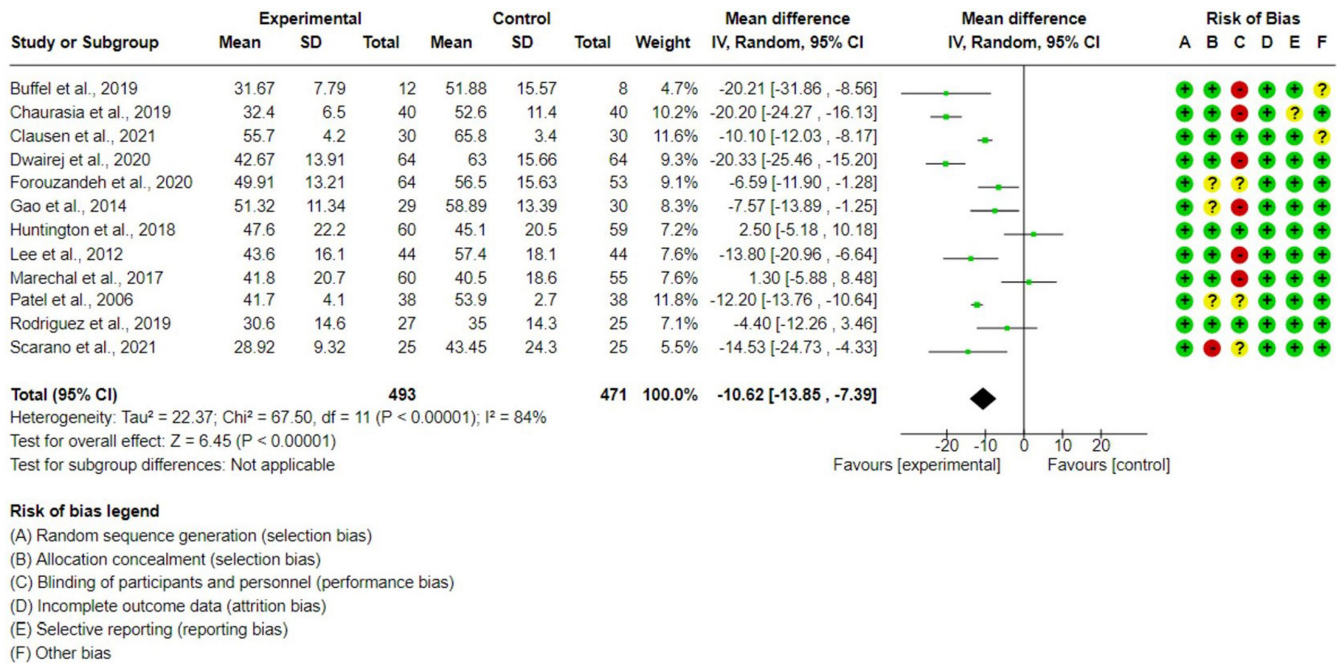 Experimental Control Mean difference Mean difference Risk of Bias
Study or Subgroup Mean SD Total Mean SD Total Weight IV, Random, 95% CI IV, Random, 95% CI A B C D E F
Buffel et al., 2019 31.67 7.79 12 51.88 15.57 8 4.7% -20.21 [-31.86 , -8.56] + + - + + ?
Chaurasia et al., 2019 32.4 6.5 40 52.6 11.4 40 10.2% -20.20 [-24.27 , -16.13] + + - + ? +
Clausen et al., 2021 55.7 4.2 30 65.8 3.4 30 11.6% -10.10 [-12.03 , -8.17] + + + + + ?
Dwairej et al., 2020 42.67 13.91 64 63 15.66 64 9.3% -20.33 [-25.46 , -15.20] + + - + + +
Forouzandeh et al., 2020 49.91 13.21 64 56.5 15.63 53 9.1% -6.59 [-11.90 , -1.28] + ? ? + + +
Gao et al., 2014 51.32 11.34 29 58.89 13.39 30 8.3% -7.57 [-13.89 , -1.25] + ? - + + +
Huntington et al., 2018 47.6 22.2 60 45.1 20.5 59 7.2% 2.50 [-5.18 , 10.18] + + + + + +
Lee et al., 2012 43.6 16.1 44 57.4 18.1 44 7.6% -13.80 [-20.96 , -6.64] + + - + + +
Marechal et al., 2017 41.8 20.7 60 40.5 18.6 55 7.6% 1.30 [-5.88 , 8.48] + + - + + +
Patel et al., 2006 41.7 4.1 38 53.9 2.7 38 11.8% -12.20 [-13.76 , -10.64] + ? ? + + +
Rodriguez et al., 2019 30.6 14.6 27 35 14.3 25 7.1% -4.40 [-12.26 , 3.46] + + + + + +
Scarano et al., 2021 28.92 9.32 25 43.45 24.3 25 5.5% -14.53 [-24.73 , -4.33] + - ? + + +
Total (95% CI) 493 471 100.0% -10.62 [-13.85 , -7.39]
Heterogeneity: Tau² = 22.37; Chi² = 67.50, df = 11 (P < 0.00001); I² = 84%
Test for overall effect: Z = 6.45 (P < 0.00001) -20 -10 0 10 20
Test for subgroup differences: Not applicable Favours [experimental] Favours [control]
Risk of bias legend
(A) Random sequence generation (selection bias)
(B) Allocation concealment (selection bias)
(C) Blinding of participants and personnel (performance bias)
(D) Incomplete outcome data (attrition bias)
(E) Selective reporting (reporting bias)
(F) Other bias